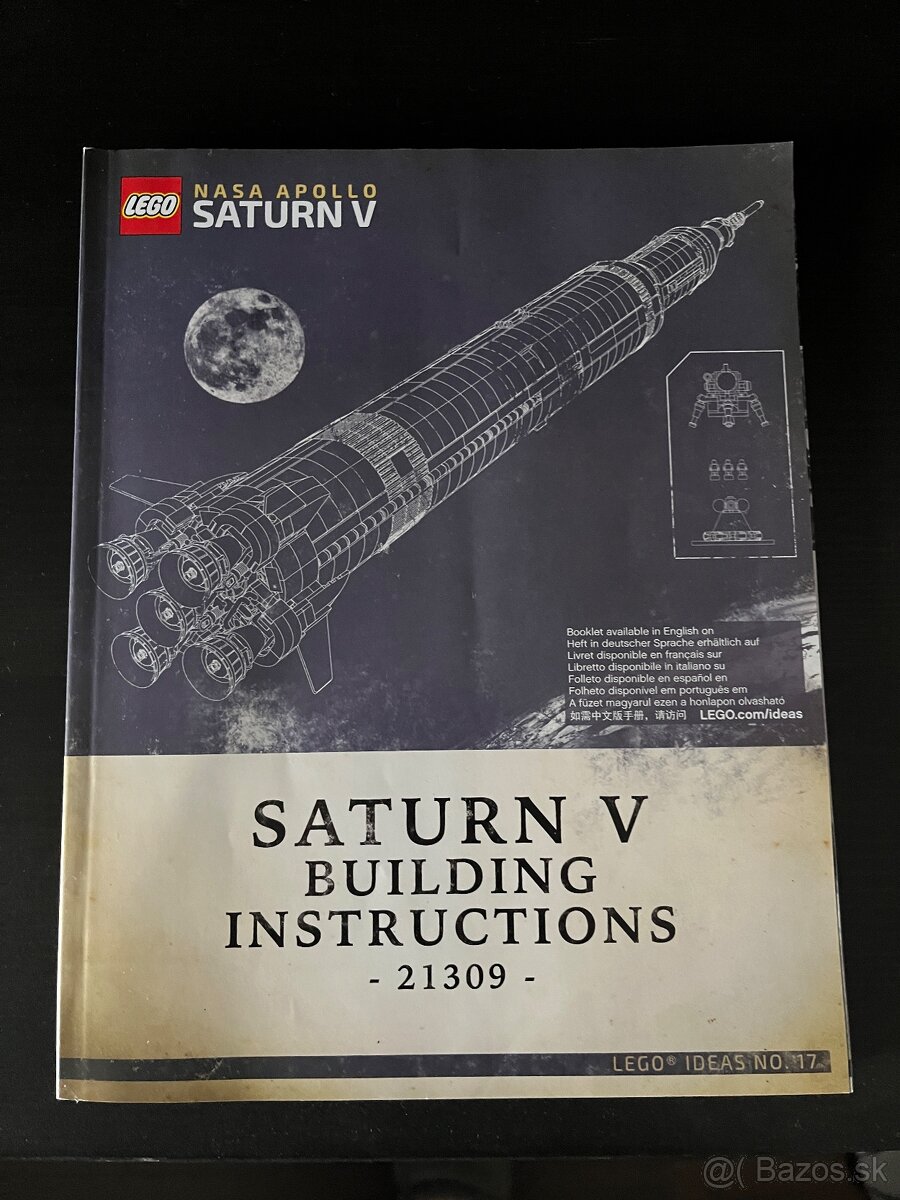 LEGO
NASA APOLLO
SATURN V
Booklet available in English on
Heft in deutscher Sprache erhältlich auf
Livret disponible en français sur
Libretto disponibile in italiano su
Folleto disponible en español en
Folheto disponível em português em
A füzet magyarul ezen a honlapon olvasható
如需中文版手册，请访问 LEGO.com/ideas
SATURN V
BUILDING
INSTRUCTIONS
- 21309 -
LEGO® IDEAS NO. 17
@( Bazos.sk